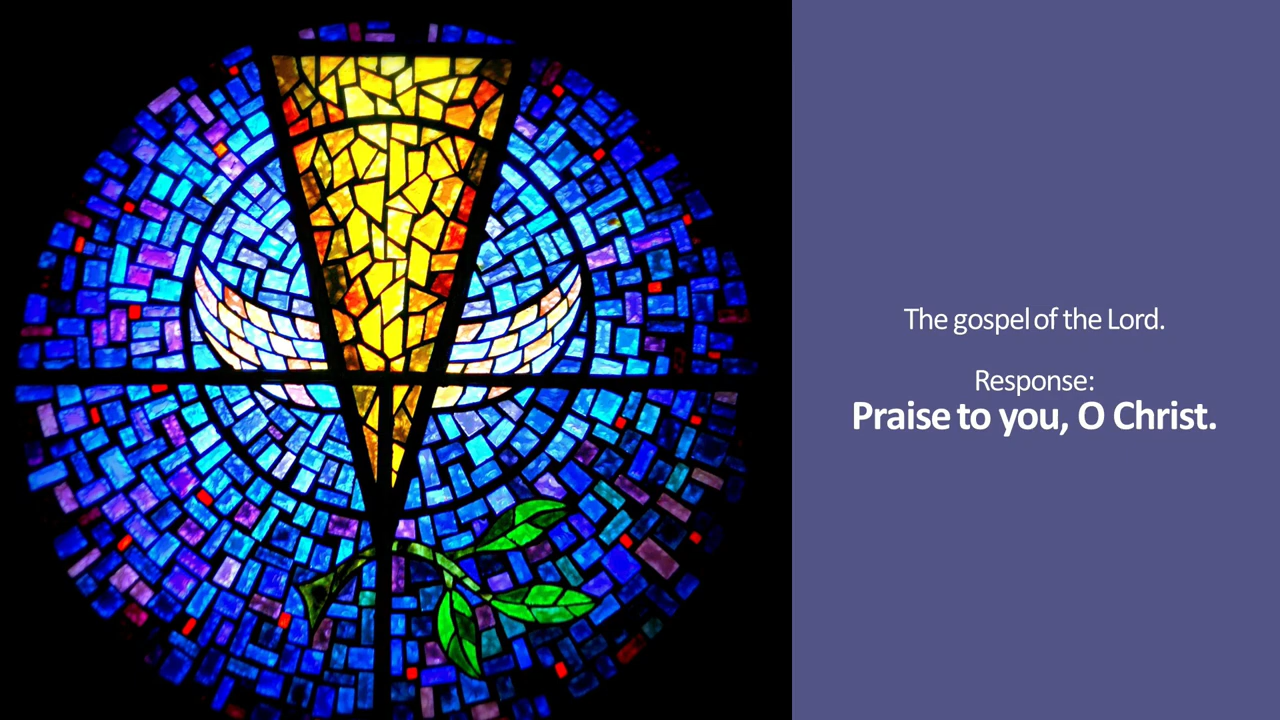 The gospel of the Lord.
Response:
Praise to you, O Christ.